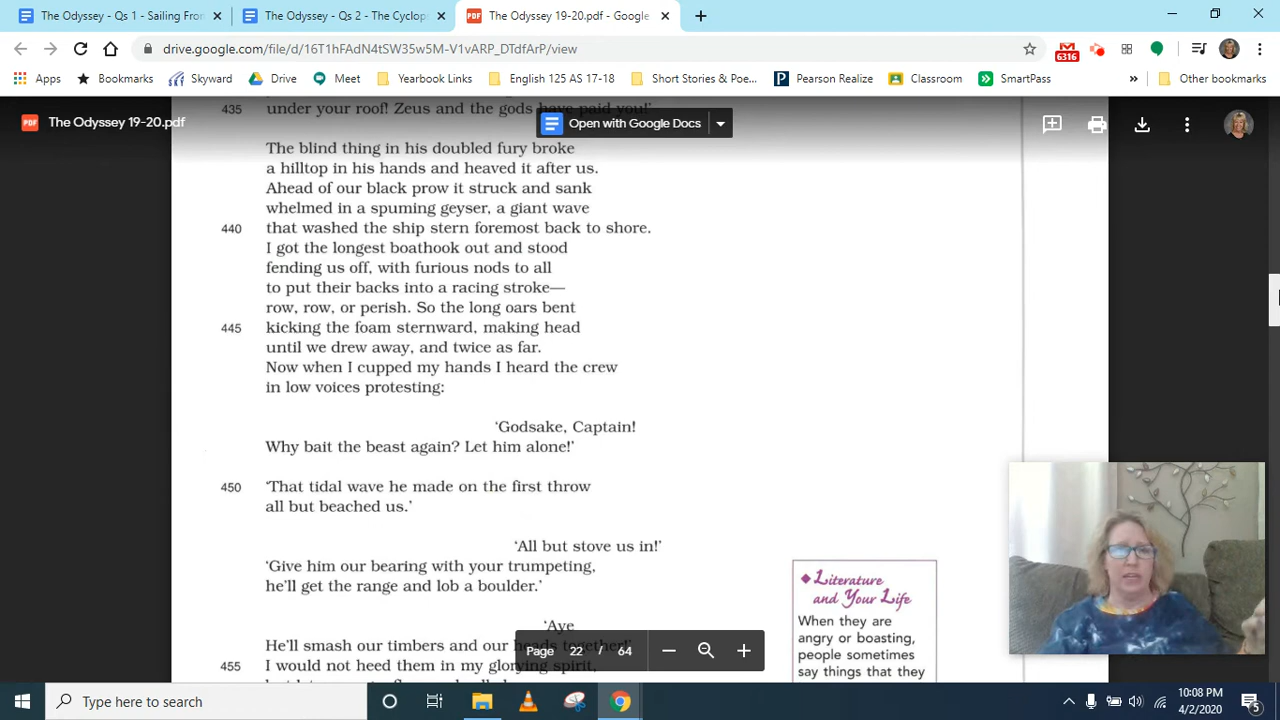 The Odyssey - Qs 1 - Sailing Fro
The Odyssey - Qs 2 - The Cyclop
The Odyssey 19-20.pdf - Google
drive.google.com/file/d/16T1hFAdN4tSW35w5M-V1vARP_DTdfArP/view
6316
Apps Bookmarks Skyward Drive Meet Yearbook Links English 125 AS 17-18 Short Stories & Poe... Pearson Realize Classroom SmartPass » Other bookmarks
435 under your roof! Zeus and the gods have paid you!'
The Odyssey 19-20.pdf
Open with Google Docs
The blind thing in his doubled fury broke
a hilltop in his hands and heaved it after us.
Ahead of our black prow it struck and sank
whelmed in a spuming geyser, a giant wave
440 that washed the ship stern foremost back to shore.
I got the longest boathook out and stood
fending us off, with furious nods to all
to put their backs into a racing stroke—
row, row, or perish. So the long oars bent
445 kicking the foam sternward, making head
until we drew away, and twice as far.
Now when I cupped my hands I heard the crew
in low voices protesting:
'Godsake, Captain!
Why bait the beast again? Let him alone!'
450 'That tidal wave he made on the first throw
all but beached us.'
'All but stove us in!'
'Give him our bearing with your trumpeting,
he'll get the range and lob a boulder.'
'Aye
He'll smash our timbers and our heads together!'
455 I would not heed them in my glorying spirit,
Literature
and Your Life
When they are
angry or boasting,
people sometimes
say things that they
Page 22 / 64
Type here to search
10:08 PM
4/2/2020
5